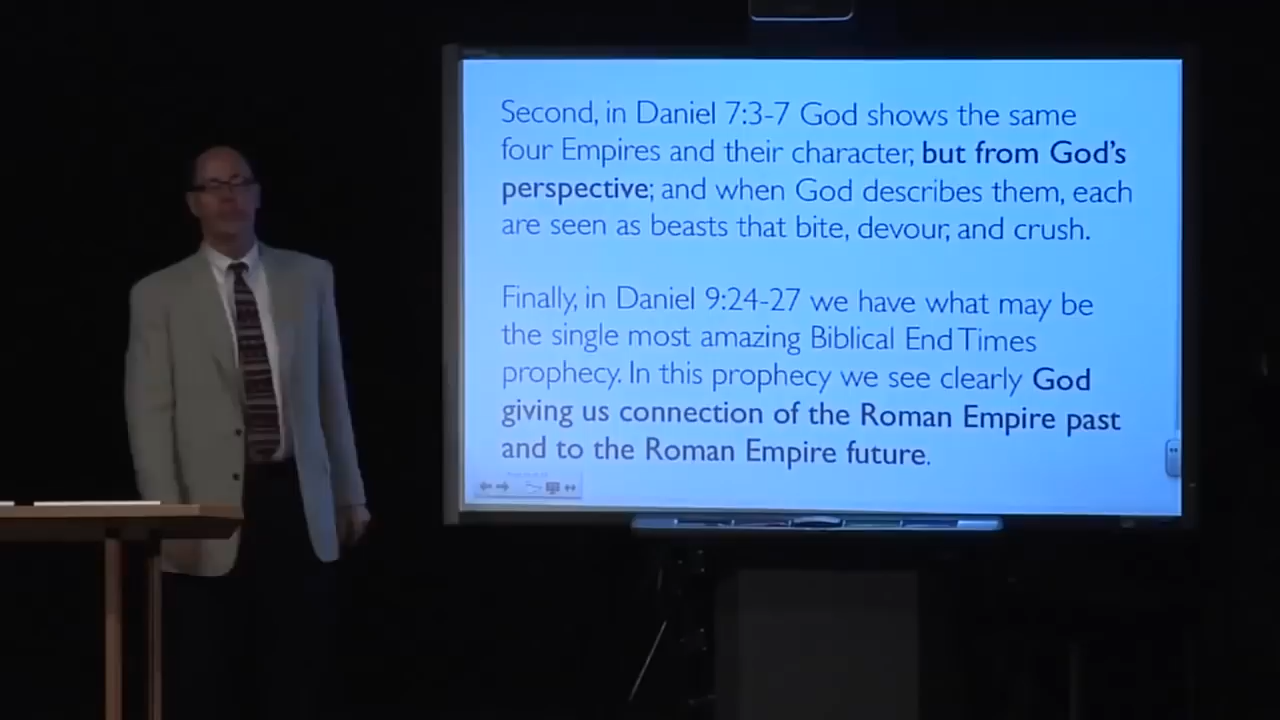 Second, in Daniel 7:3-7 God shows the same
four Empires and their character, but from God's
perspective; and when God describes them, each
are seen as beasts that bite, devour, and crush.
Finally, in Daniel 9:24-27 we have what may be
the single most amazing Biblical End Times
prophecy. In this prophecy we see clearly God
giving us connection of the Roman Empire past
and to the Roman Empire future.